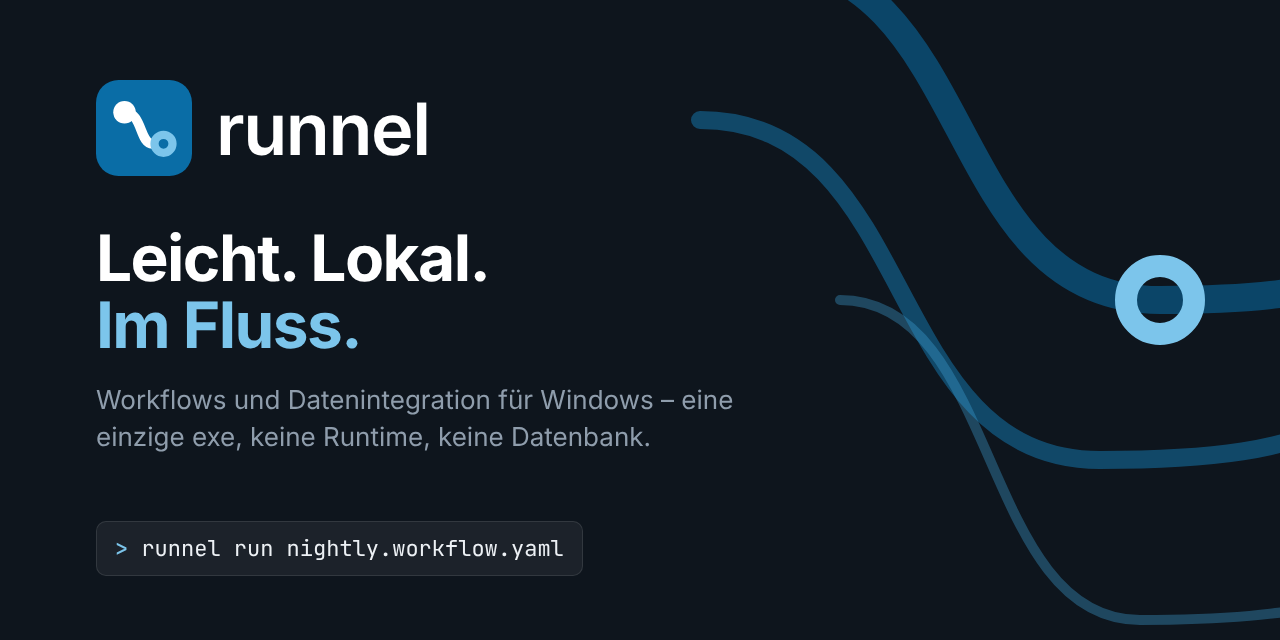 runnel
Leicht. Lokal.
Im Fluss.
Workflows und Datenintegration für Windows – eine
einzige exe, keine Runtime, keine Datenbank.
> runnel run nightly.workflow.yaml